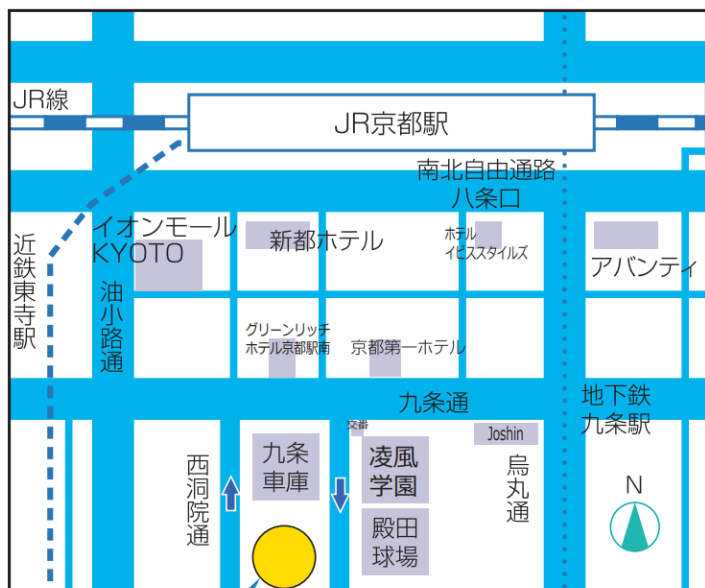 JR線
JR京都駅
南北自由通路
八条口
近鉄東寺駅
イオンモール
KYOTO
新都ホテル
ホテル
イビススタイルズ
アバンティ
油小路通
グリーンリッチ
ホテル京都駅南
京都第一ホテル
九条通
地下鉄
九条駅
交番
Joshin
西洞院通
九条
車庫
凌風
学園
烏丸通
殿田
球場
N